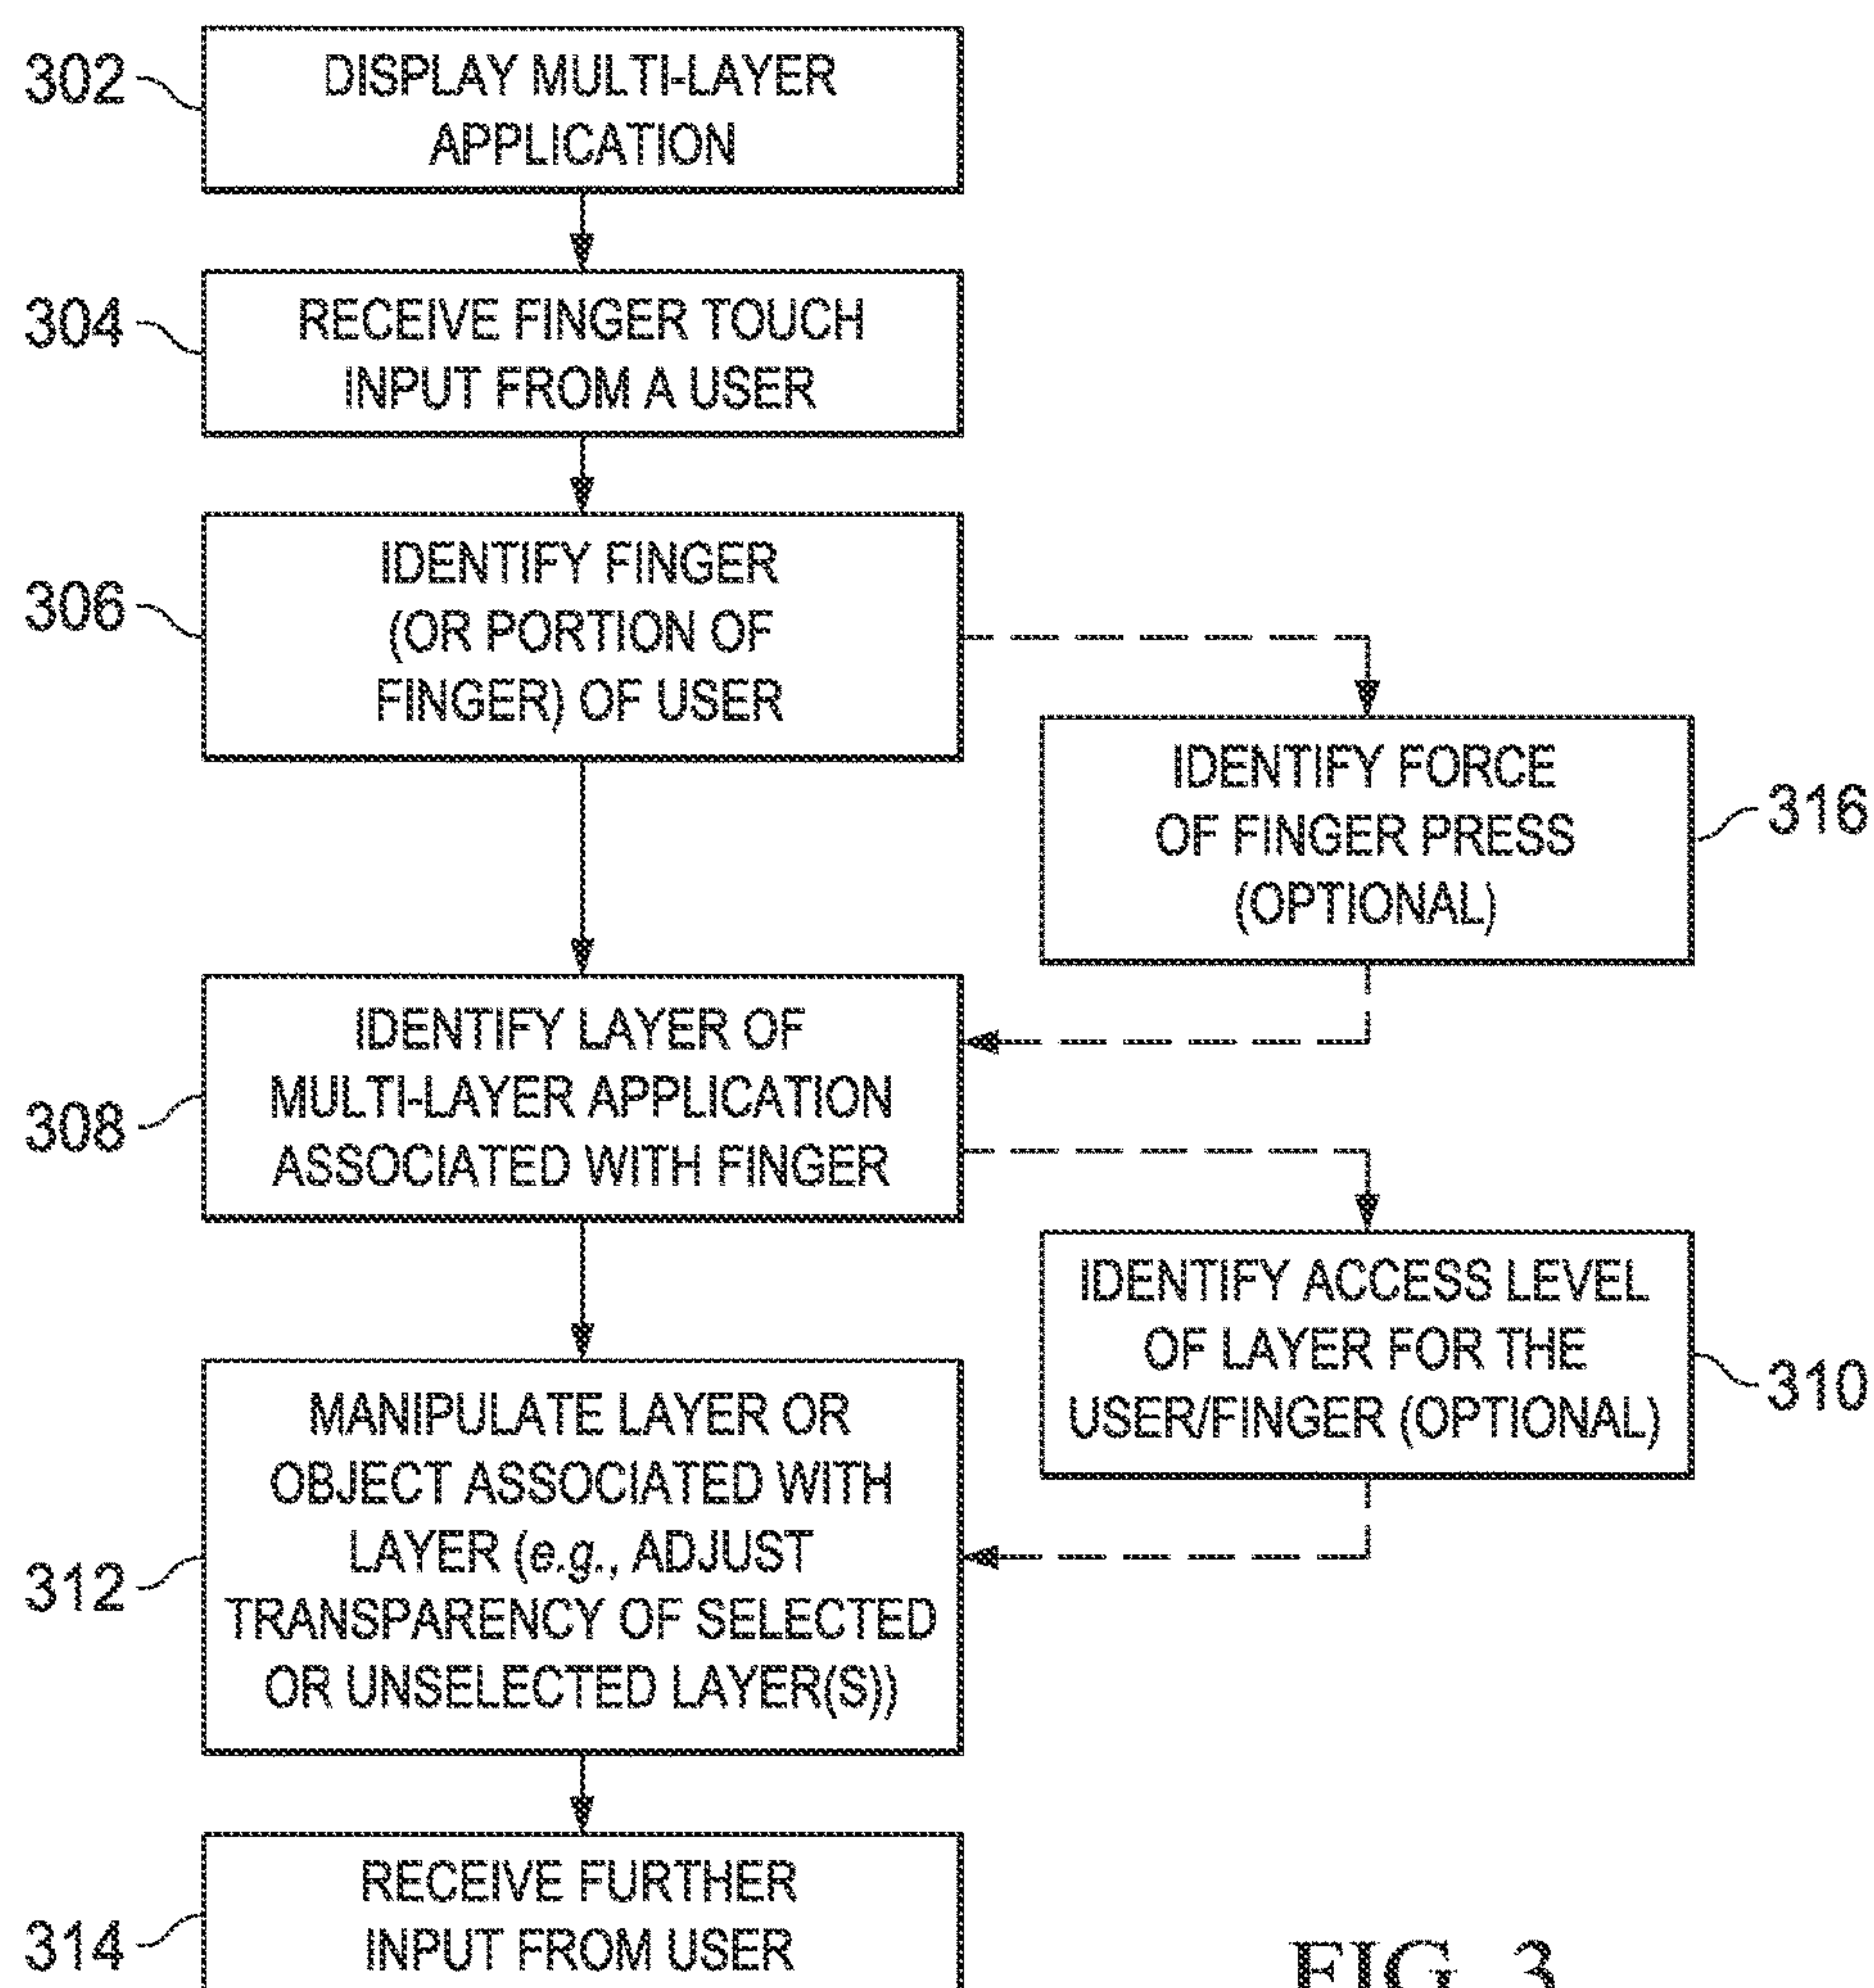 302
DISPLAY MULTI-LAYER
APPLICATION
304
RECEIVE FINGER TOUCH
INPUT FROM A USER
306
IDENTIFY FINGER
(OR PORTION OF
FINGER) OF USER
IDENTIFY FORCE
OF FINGER PRESS
(OPTIONAL)
316
308
IDENTIFY LAYER OF
MULTI-LAYER APPLICATION
ASSOCIATED WITH FINGER
IDENTIFY ACCESS LEVEL
OF LAYER FOR THE
USER/FINGER (OPTIONAL)
310
312
MANIPULATE LAYER OR
OBJECT ASSOCIATED WITH
LAYER (e.g., ADJUST
TRANSPARENCY OF SELECTED
OR UNSELECTED LAYER(S))
314
RECEIVE FURTHER
INPUT FROM USER
FIG. 3